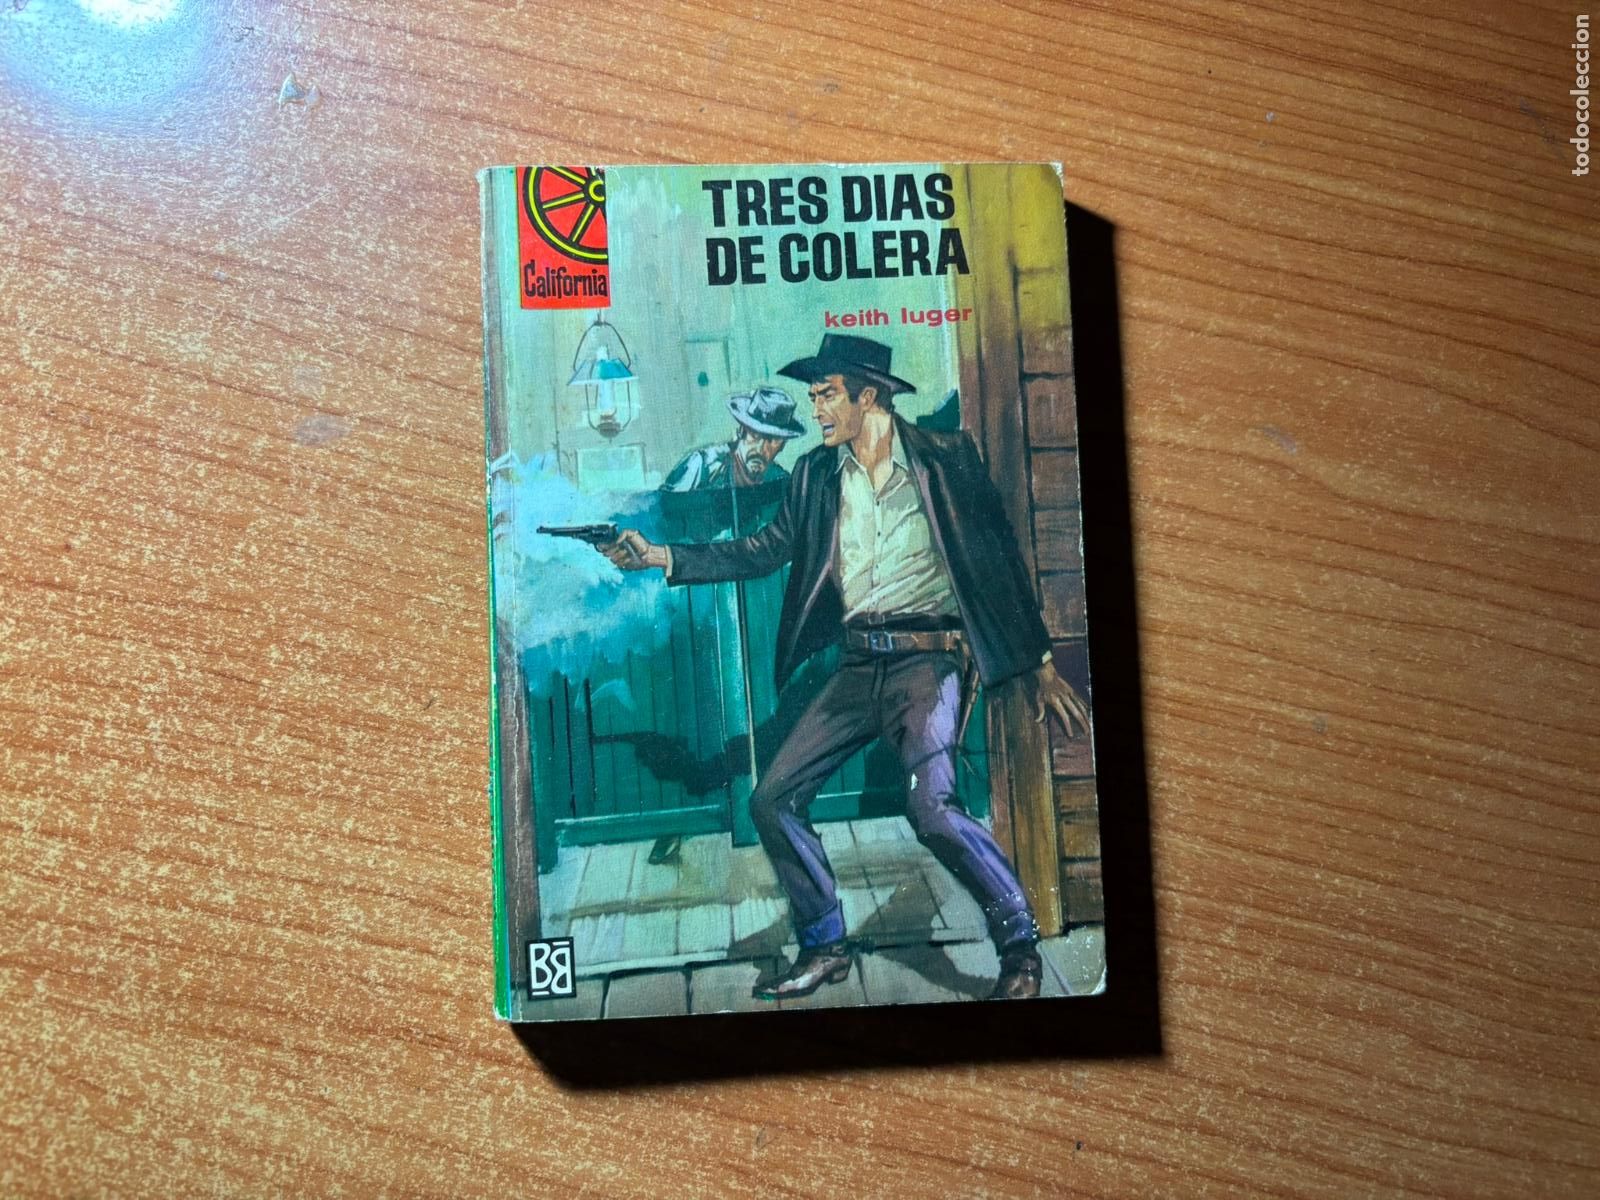 TRES DIAS
DE COLERA
keith luger
California
BB
todocoleccion